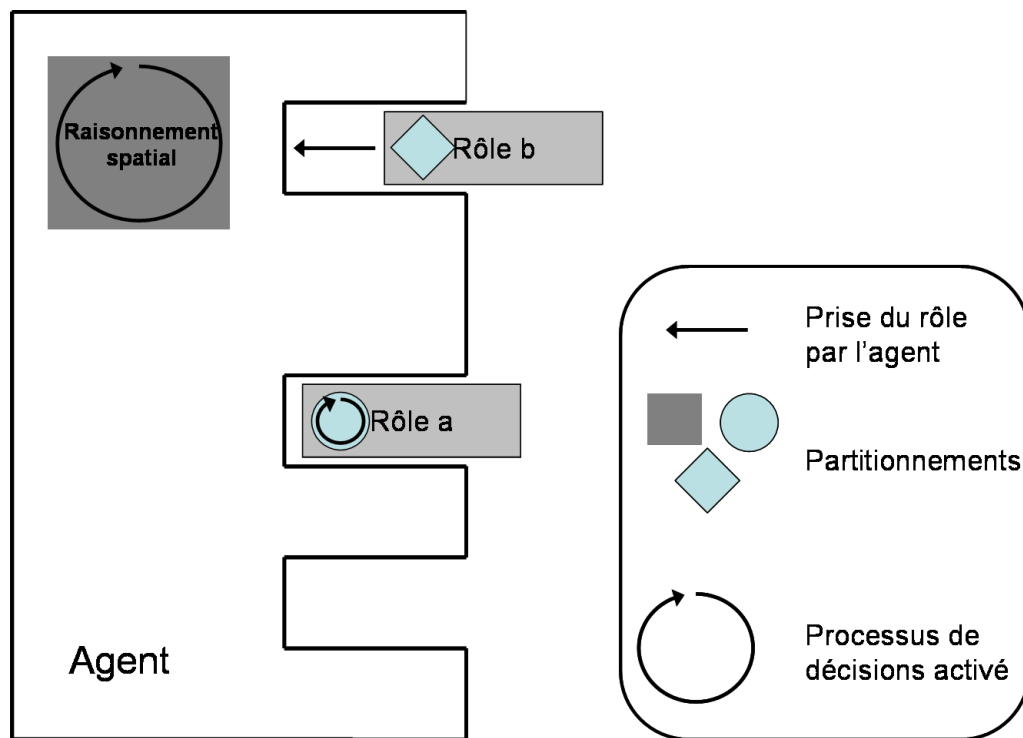 Raisonnement
spatial
Rôle b
Rôle a
Agent
Prise du rôle
par l'agent
Partitionnements
Processus de
décisions activé